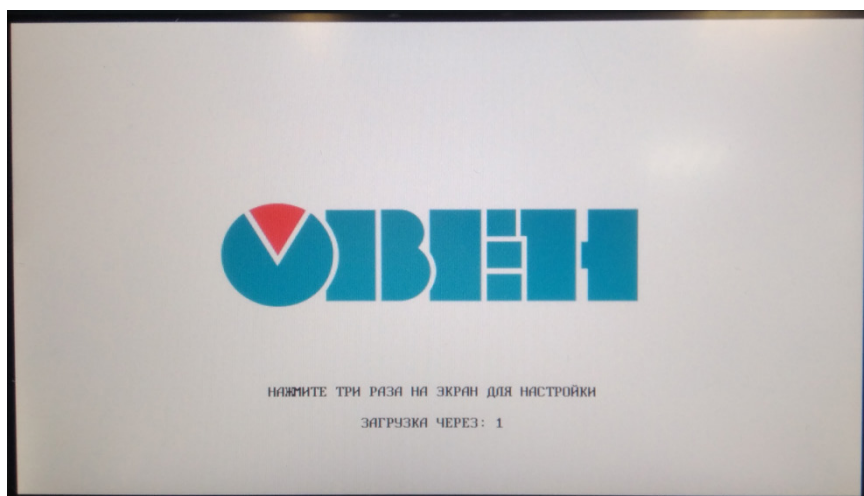 ОВЕН
НАЖМИТЕ ТРИ РАЗА НА ЭКРАН ДЛЯ НАСТРОЙКИ
ЗАГРУЗКА ЧЕРЕЗ: 1